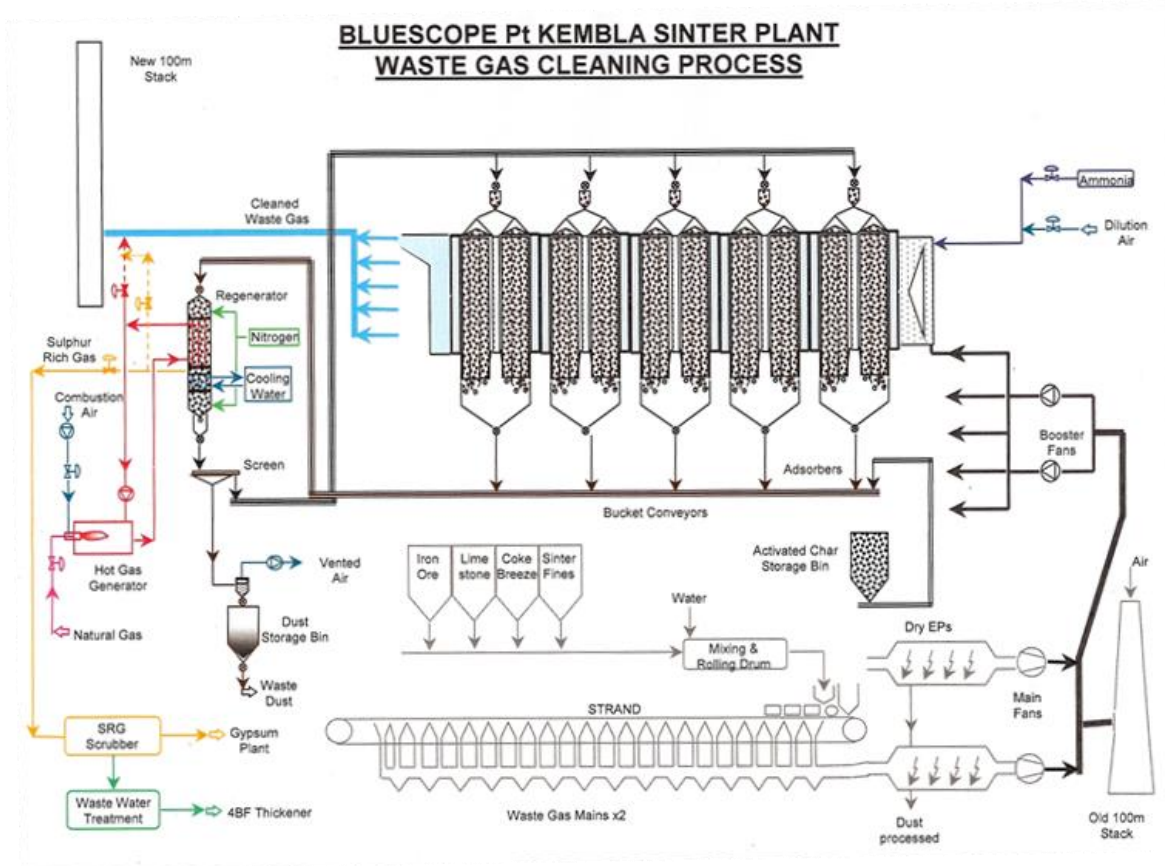 BLUESCOPE Pt KEMBLA SINTER PLANT
WASTE GAS CLEANING PROCESS
New 100m
Stack
Cleaned
Waste Gas
Ammonia
Dilution
Air
Regenerator
Nitrogen
Sulphur
Rich Gas
Cooling
Water
Combustion
Air
Booster
Fans
Screen
Adsorbers
Bucket Conveyors
Hot Gas
Generator
Vented
Air
Iron
Ore
Lime
stone
Coke
Breeze
Sinter
Fines
Activated Char
Storage Bin
Air
Natural Gas
Dust
Storage Bin
Water
Mixing &
Rolling Drum
Dry EPs
Waste
Dust
Main
Fans
STRAND
SRG
Scrubber
Gypsum
Plant
Waste Water
Treatment
4BF Thickener
Waste Gas Mains x2
Dust
processed
Old 100m
Stack